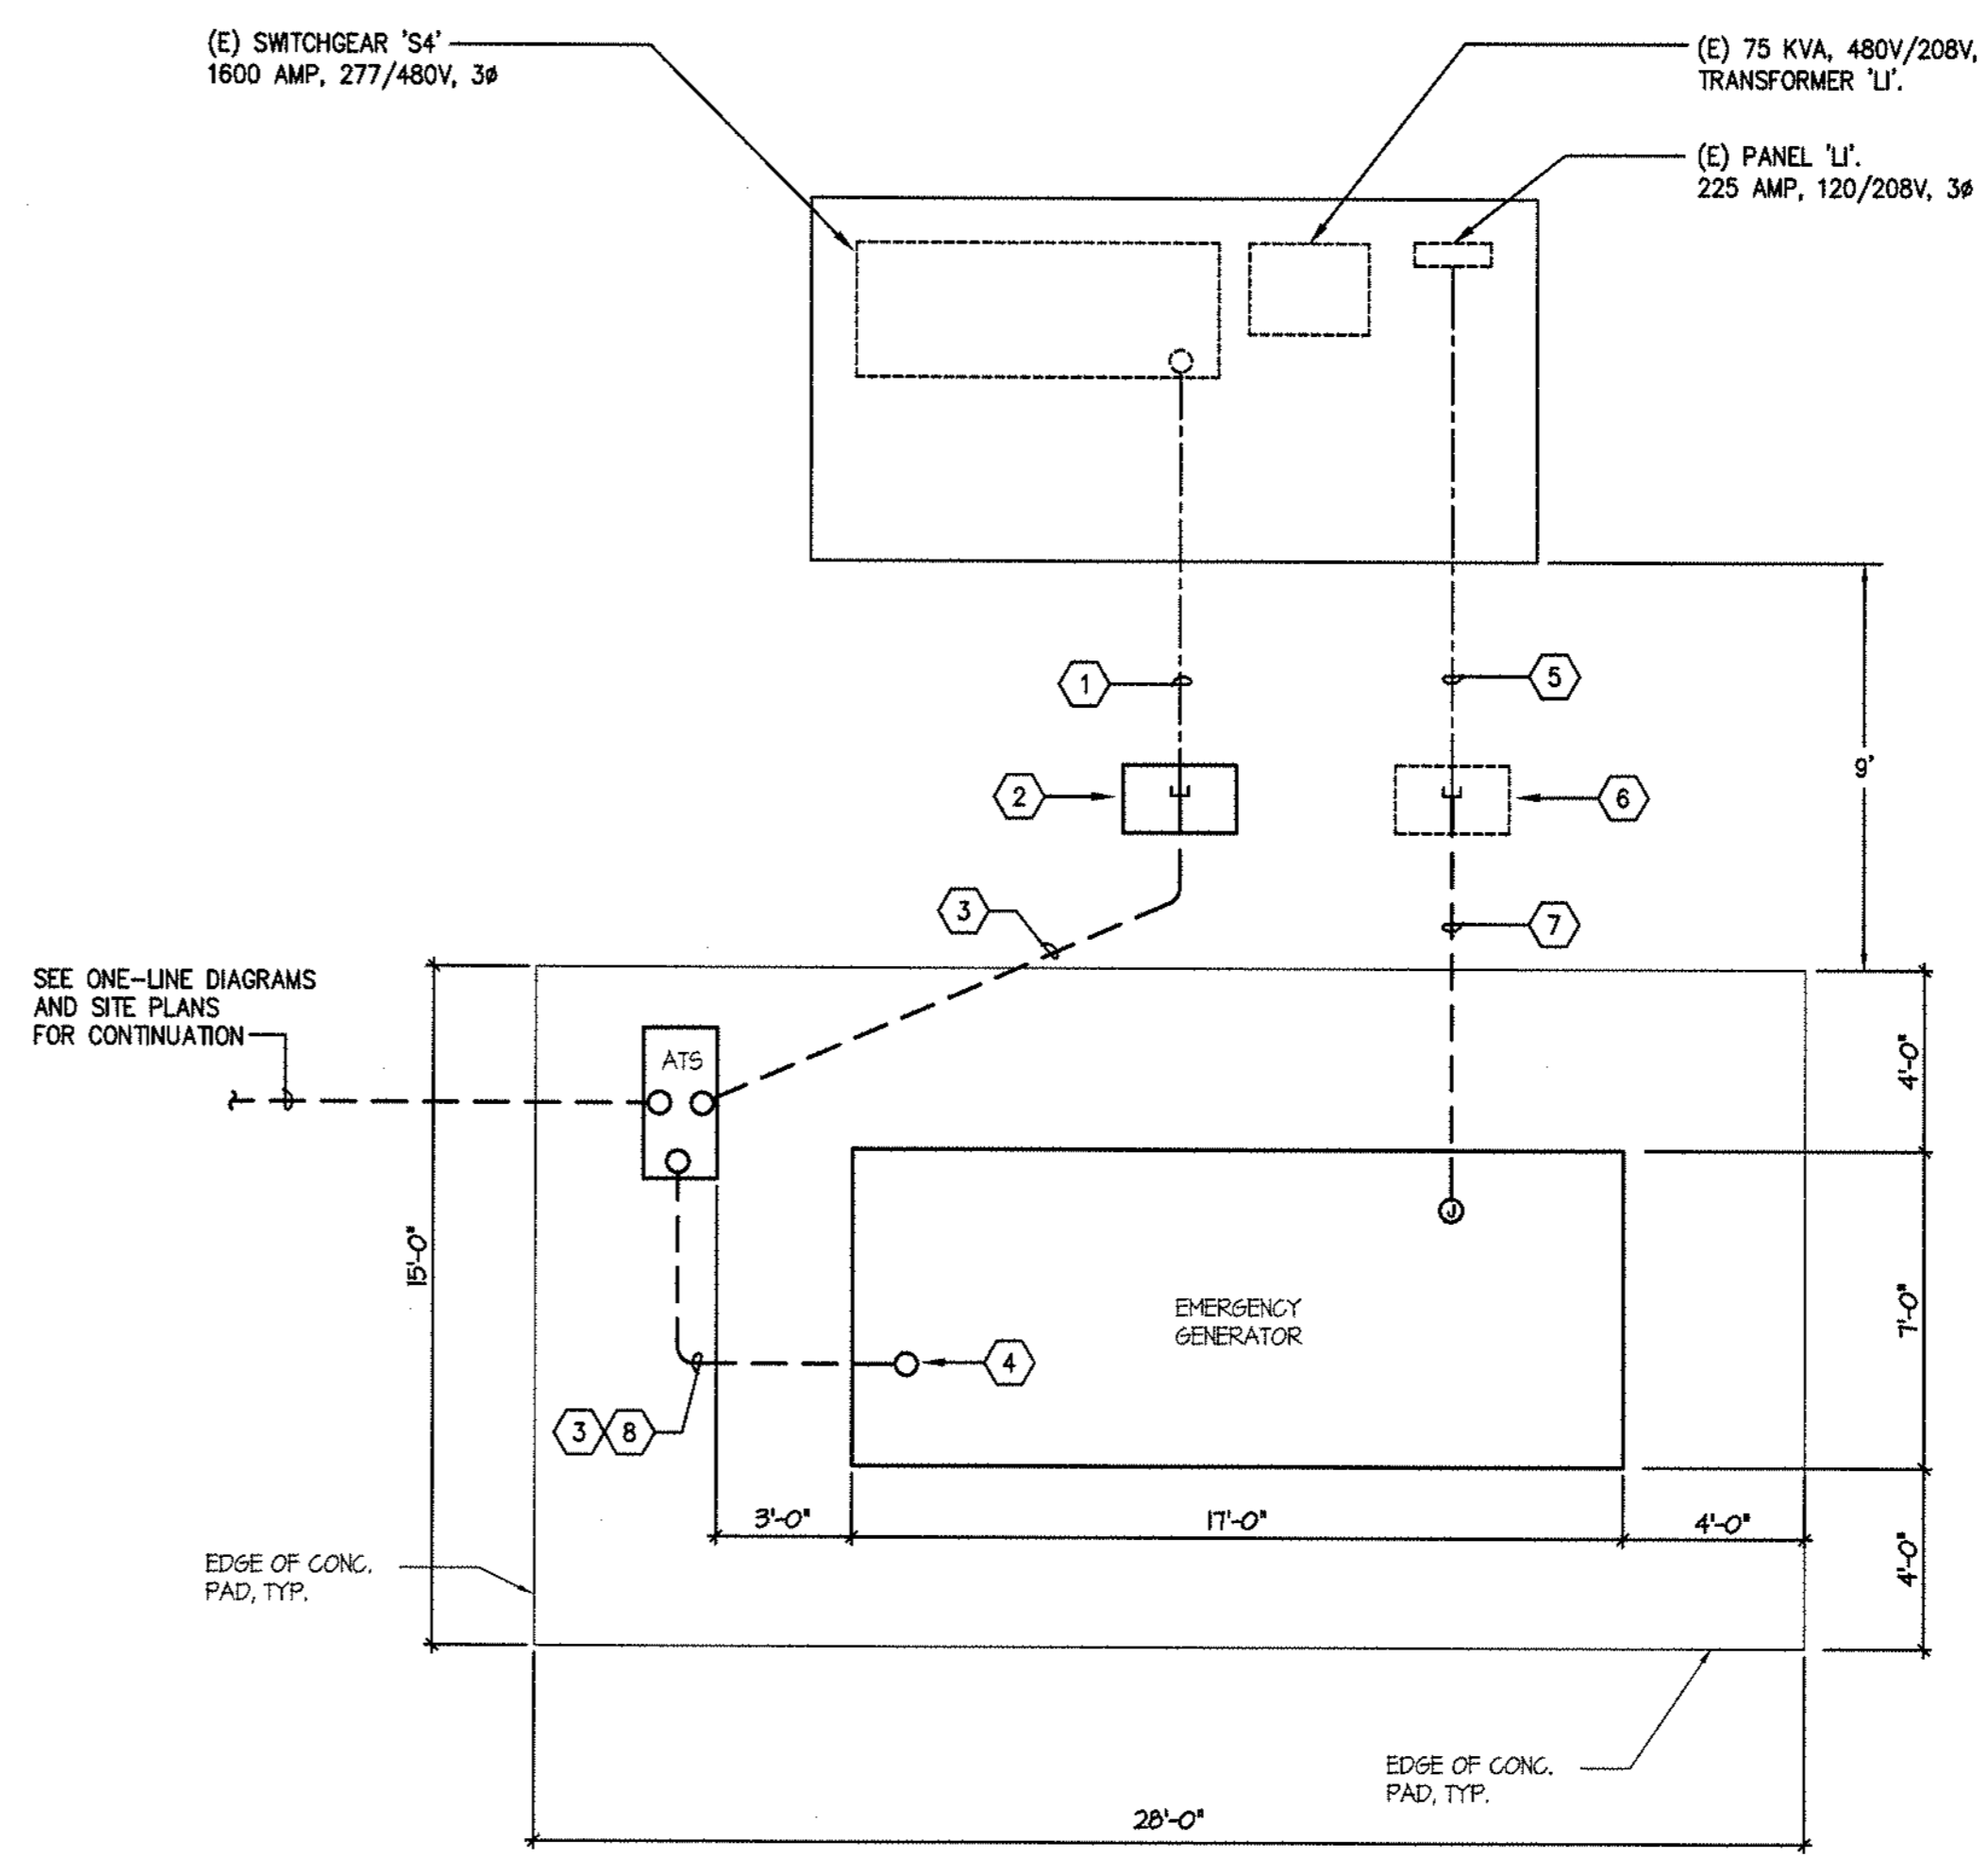 (E) SWITCHGEAR 'S4'
1600 AMP, 277/480V, 3ø
(E) 75 KVA, 480V/208V,
TRANSFORMER 'LI'.
(E) PANEL 'LI'.
225 AMP, 120/208V, 3ø
1
5
9'
2
6
3
7
SEE ONE-LINE DIAGRAMS
AND SITE PLANS
FOR CONTINUATION
ATS
4'-0"
J
15'-0"
EMERGENCY
GENERATOR
7'-0"
4
3 8
3'-0"
17'-0"
4'-0"
4'-0"
EDGE OF CONC.
PAD, TYP.
EDGE OF CONC.
PAD, TYP.
28'-0"